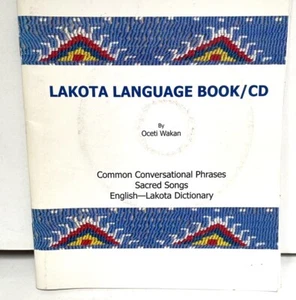 LAKOTA LANGUAGE BOOK/CD
By
Oceti Wakan
Common Conversational Phrases
Sacred Songs
English—Lakota Dictionary